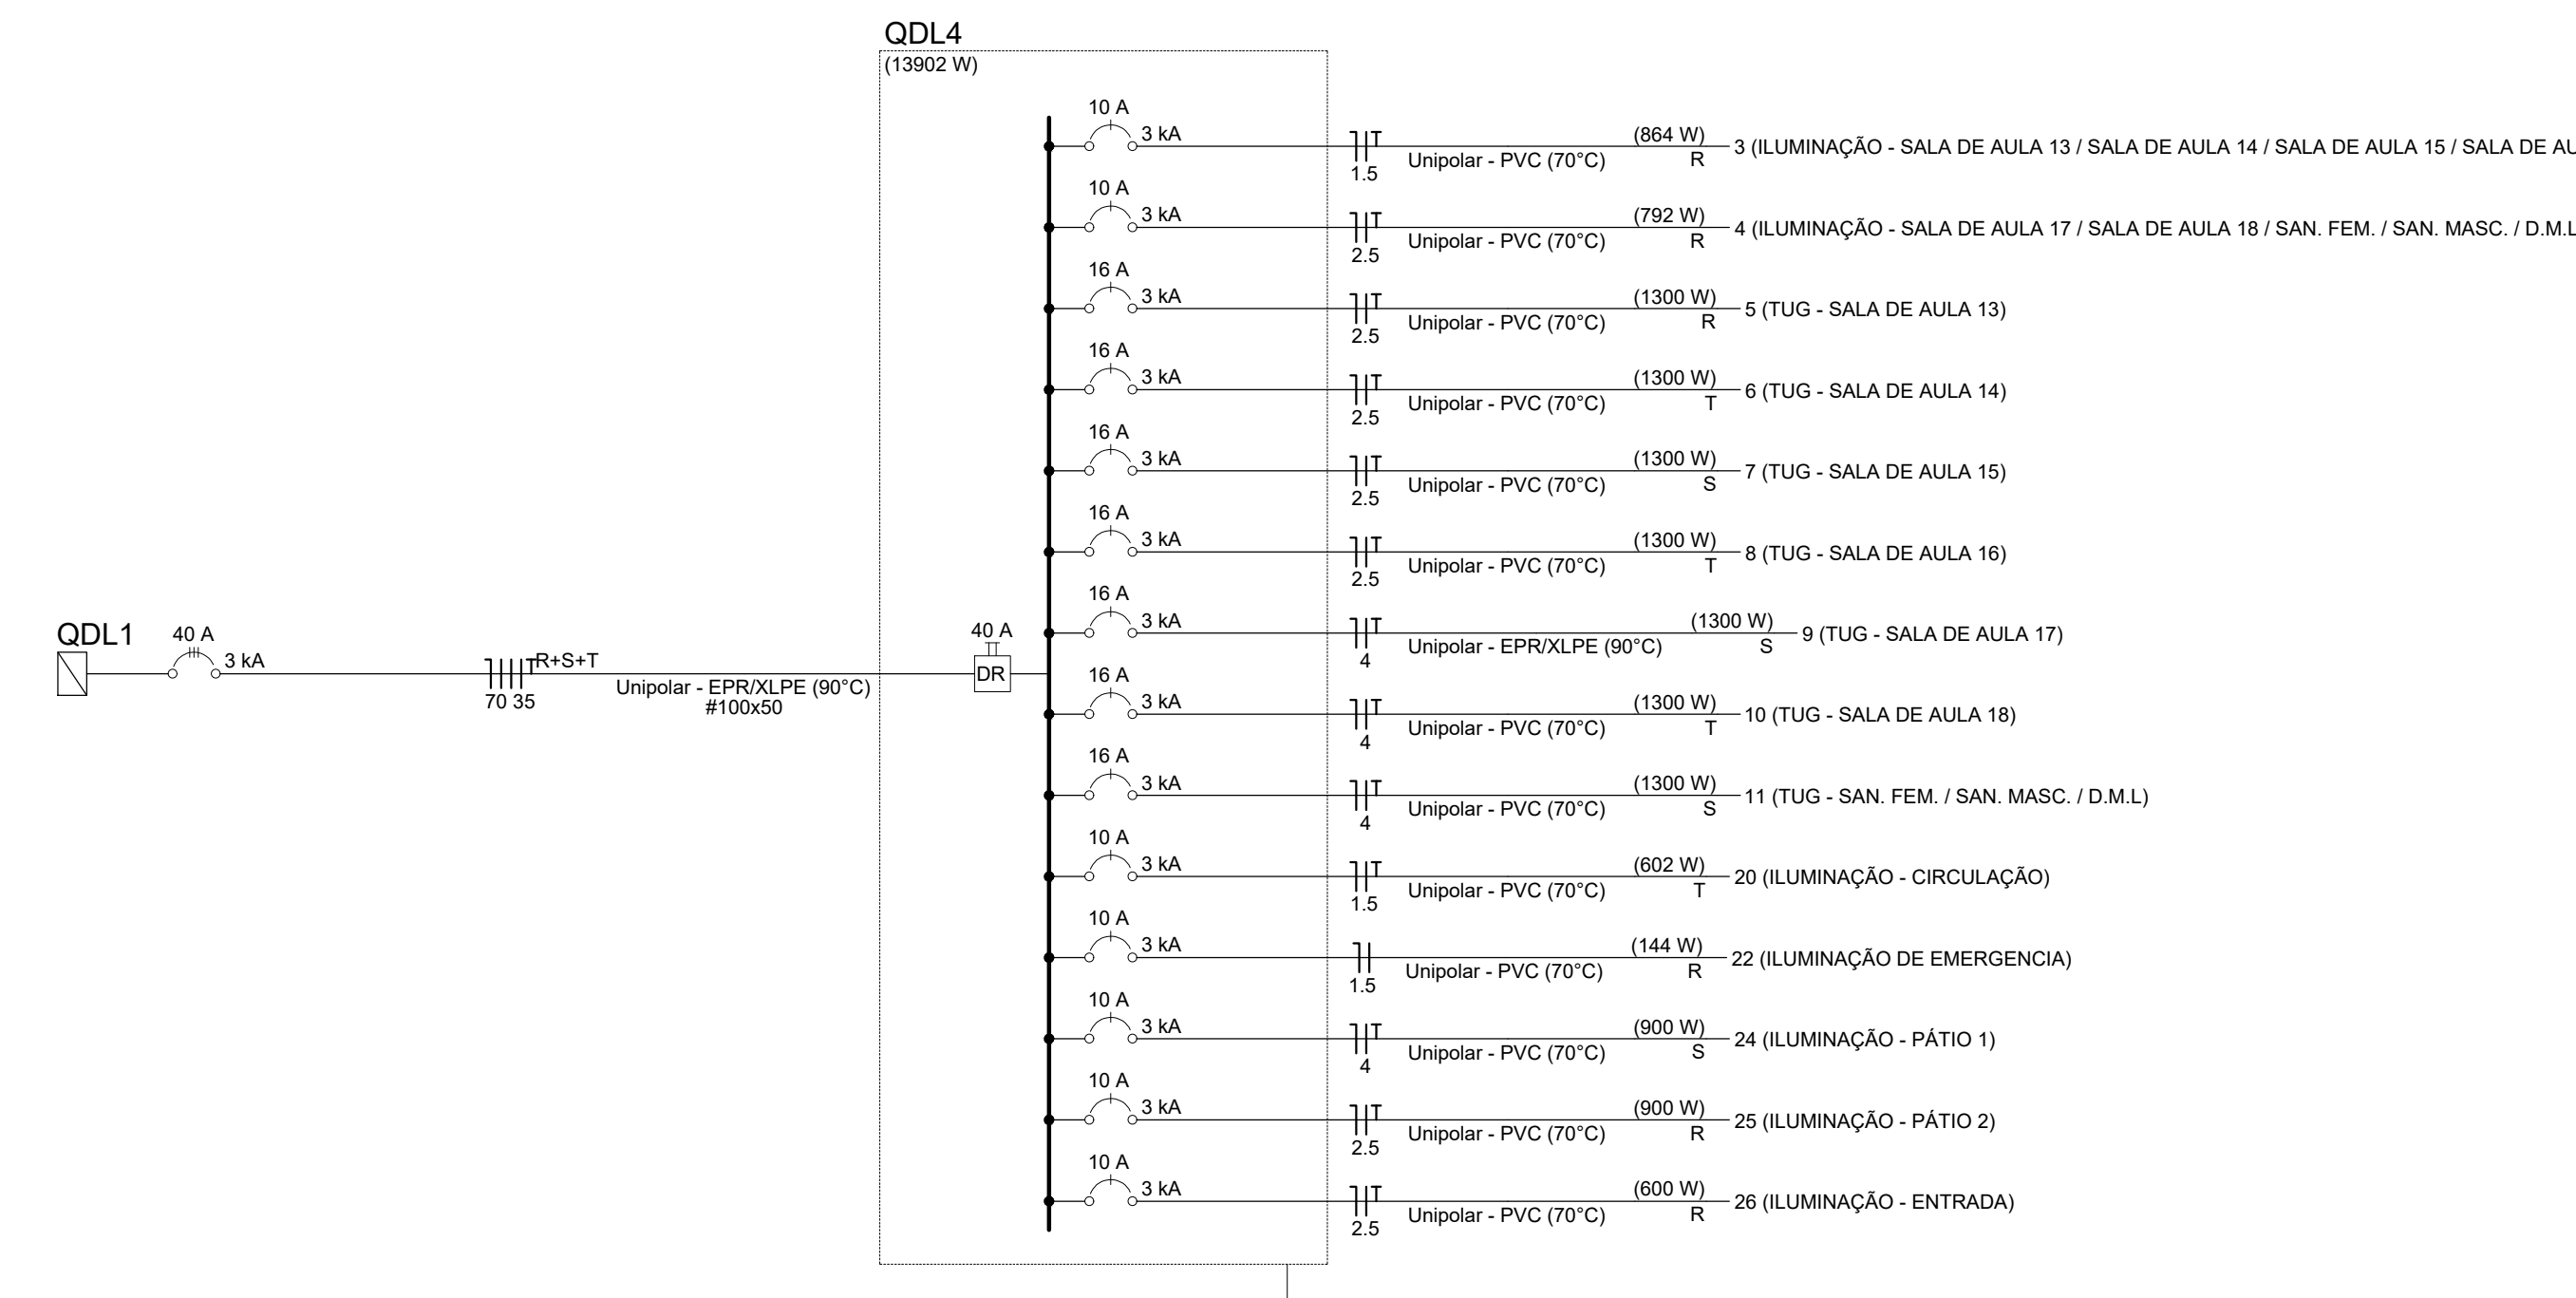 QDL4
(13902 W)
10 A
3 kA
1.5
Unipolar - PVC (70°C)
(864 W)
R
3 (ILUMINAÇÃO - SALA DE AULA 13 / SALA DE AULA 14 / SALA DE AULA 15 / SALA DE AU
10 A
3 kA
2.5
Unipolar - PVC (70°C)
(792 W)
R
4 (ILUMINAÇÃO - SALA DE AULA 17 / SALA DE AULA 18 / SAN. FEM. / SAN. MASC. / D.M.L
16 A
3 kA
2.5
Unipolar - PVC (70°C)
(1300 W)
R
5 (TUG - SALA DE AULA 13)
16 A
3 kA
2.5
Unipolar - PVC (70°C)
(1300 W)
T
6 (TUG - SALA DE AULA 14)
16 A
3 kA
2.5
Unipolar - PVC (70°C)
(1300 W)
S
7 (TUG - SALA DE AULA 15)
16 A
3 kA
2.5
Unipolar - PVC (70°C)
(1300 W)
T
8 (TUG - SALA DE AULA 16)
16 A
3 kA
4
Unipolar - EPR/XLPE (90°C)
(1300 W)
S
9 (TUG - SALA DE AULA 17)
QDL1
40 A
3 kA
R+S+T
70 35
Unipolar - EPR/XLPE (90°C)
#100x50
40 A
DR
16 A
3 kA
4
Unipolar - PVC (70°C)
(1300 W)
T
10 (TUG - SALA DE AULA 18)
16 A
3 kA
4
Unipolar - PVC (70°C)
(1300 W)
S
11 (TUG - SAN. FEM. / SAN. MASC. / D.M.L)
10 A
3 kA
1.5
Unipolar - PVC (70°C)
(602 W)
T
20 (ILUMINAÇÃO - CIRCULAÇÃO)
10 A
3 kA
1.5
Unipolar - PVC (70°C)
(144 W)
R
22 (ILUMINAÇÃO DE EMERGENCIA)
10 A
3 kA
4
Unipolar - PVC (70°C)
(900 W)
S
24 (ILUMINAÇÃO - PÁTIO 1)
10 A
3 kA
2.5
Unipolar - PVC (70°C)
(900 W)
R
25 (ILUMINAÇÃO - PÁTIO 2)
10 A
3 kA
2.5
Unipolar - PVC (70°C)
(600 W)
R
26 (ILUMINAÇÃO - ENTRADA)